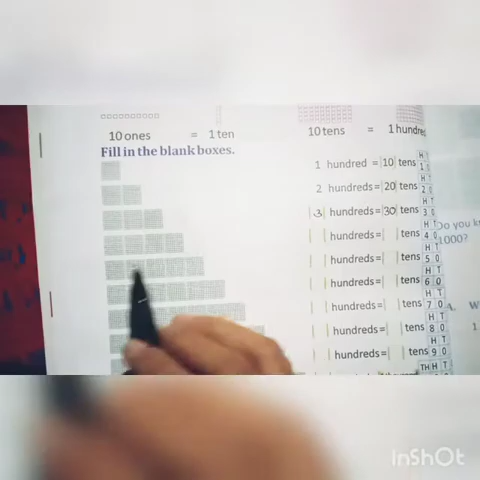 10 ones = 1 ten 10 tens = 1 hundred
Fill in the blank boxes.
1 hundred = 10 tens
H T
1 0
2 hundreds= 20 tens
H T
2 0
3 hundreds= 30 tens
H T
3 0
hundreds= tens
H T
4 0
hundreds= tens
H T
5 0
hundreds= tens
H T
6 0
hundreds= tens
H T
7 0
hundreds= tens
H T
8 0
hundreds= tens
H T
9 0
TH H T
Do you
1000?
A. W
1.
InShOt